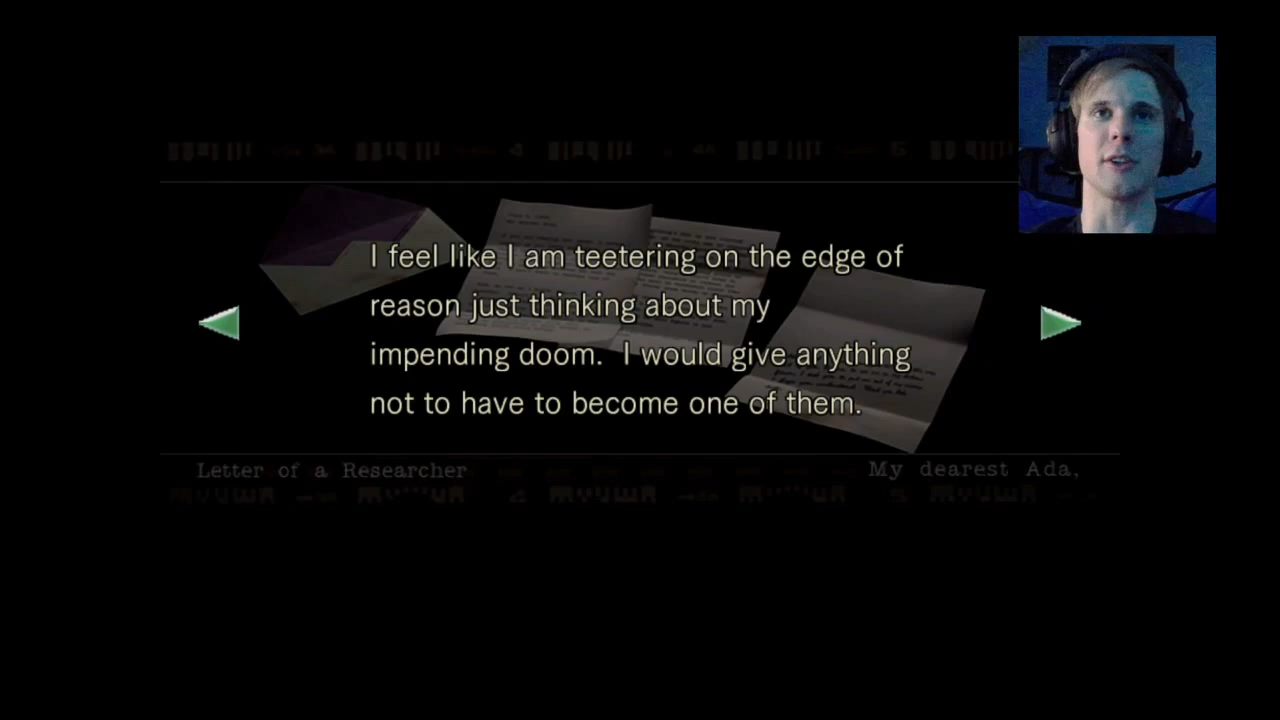 I feel like I am teetering on the edge of
reason just thinking about my
impending doom.  I would give anything
not to have to become one of them.
Letter of a Researcher
My dearest Ada,